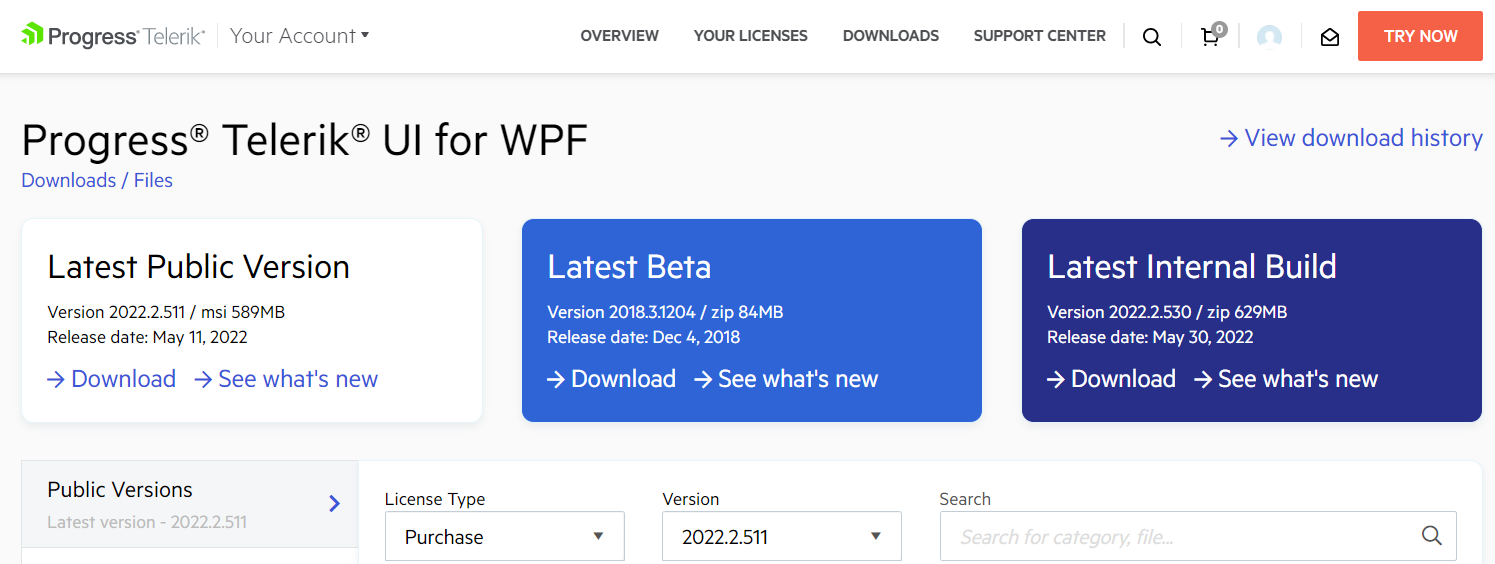 Progress® Telerik® Your Account
OVERVIEW YOUR LICENSES DOWNLOADS SUPPORT CENTER 0 TRY NOW
Progress® Telerik® UI for WPF
View download history
Downloads / Files
Latest Public Version
Version 2022.2.511 / msi 589MB
Release date: May 11, 2022
Download See what's new
Latest Beta
Version 2018.3.1204 / zip 84MB
Release date: Dec 4, 2018
Download See what's new
Latest Internal Build
Version 2022.2.530 / zip 629MB
Release date: May 30, 2022
Download See what's new
Public Versions
Latest version - 2022.2.511
License Type
Purchase
Version
2022.2.511
Search
Search for category, file...